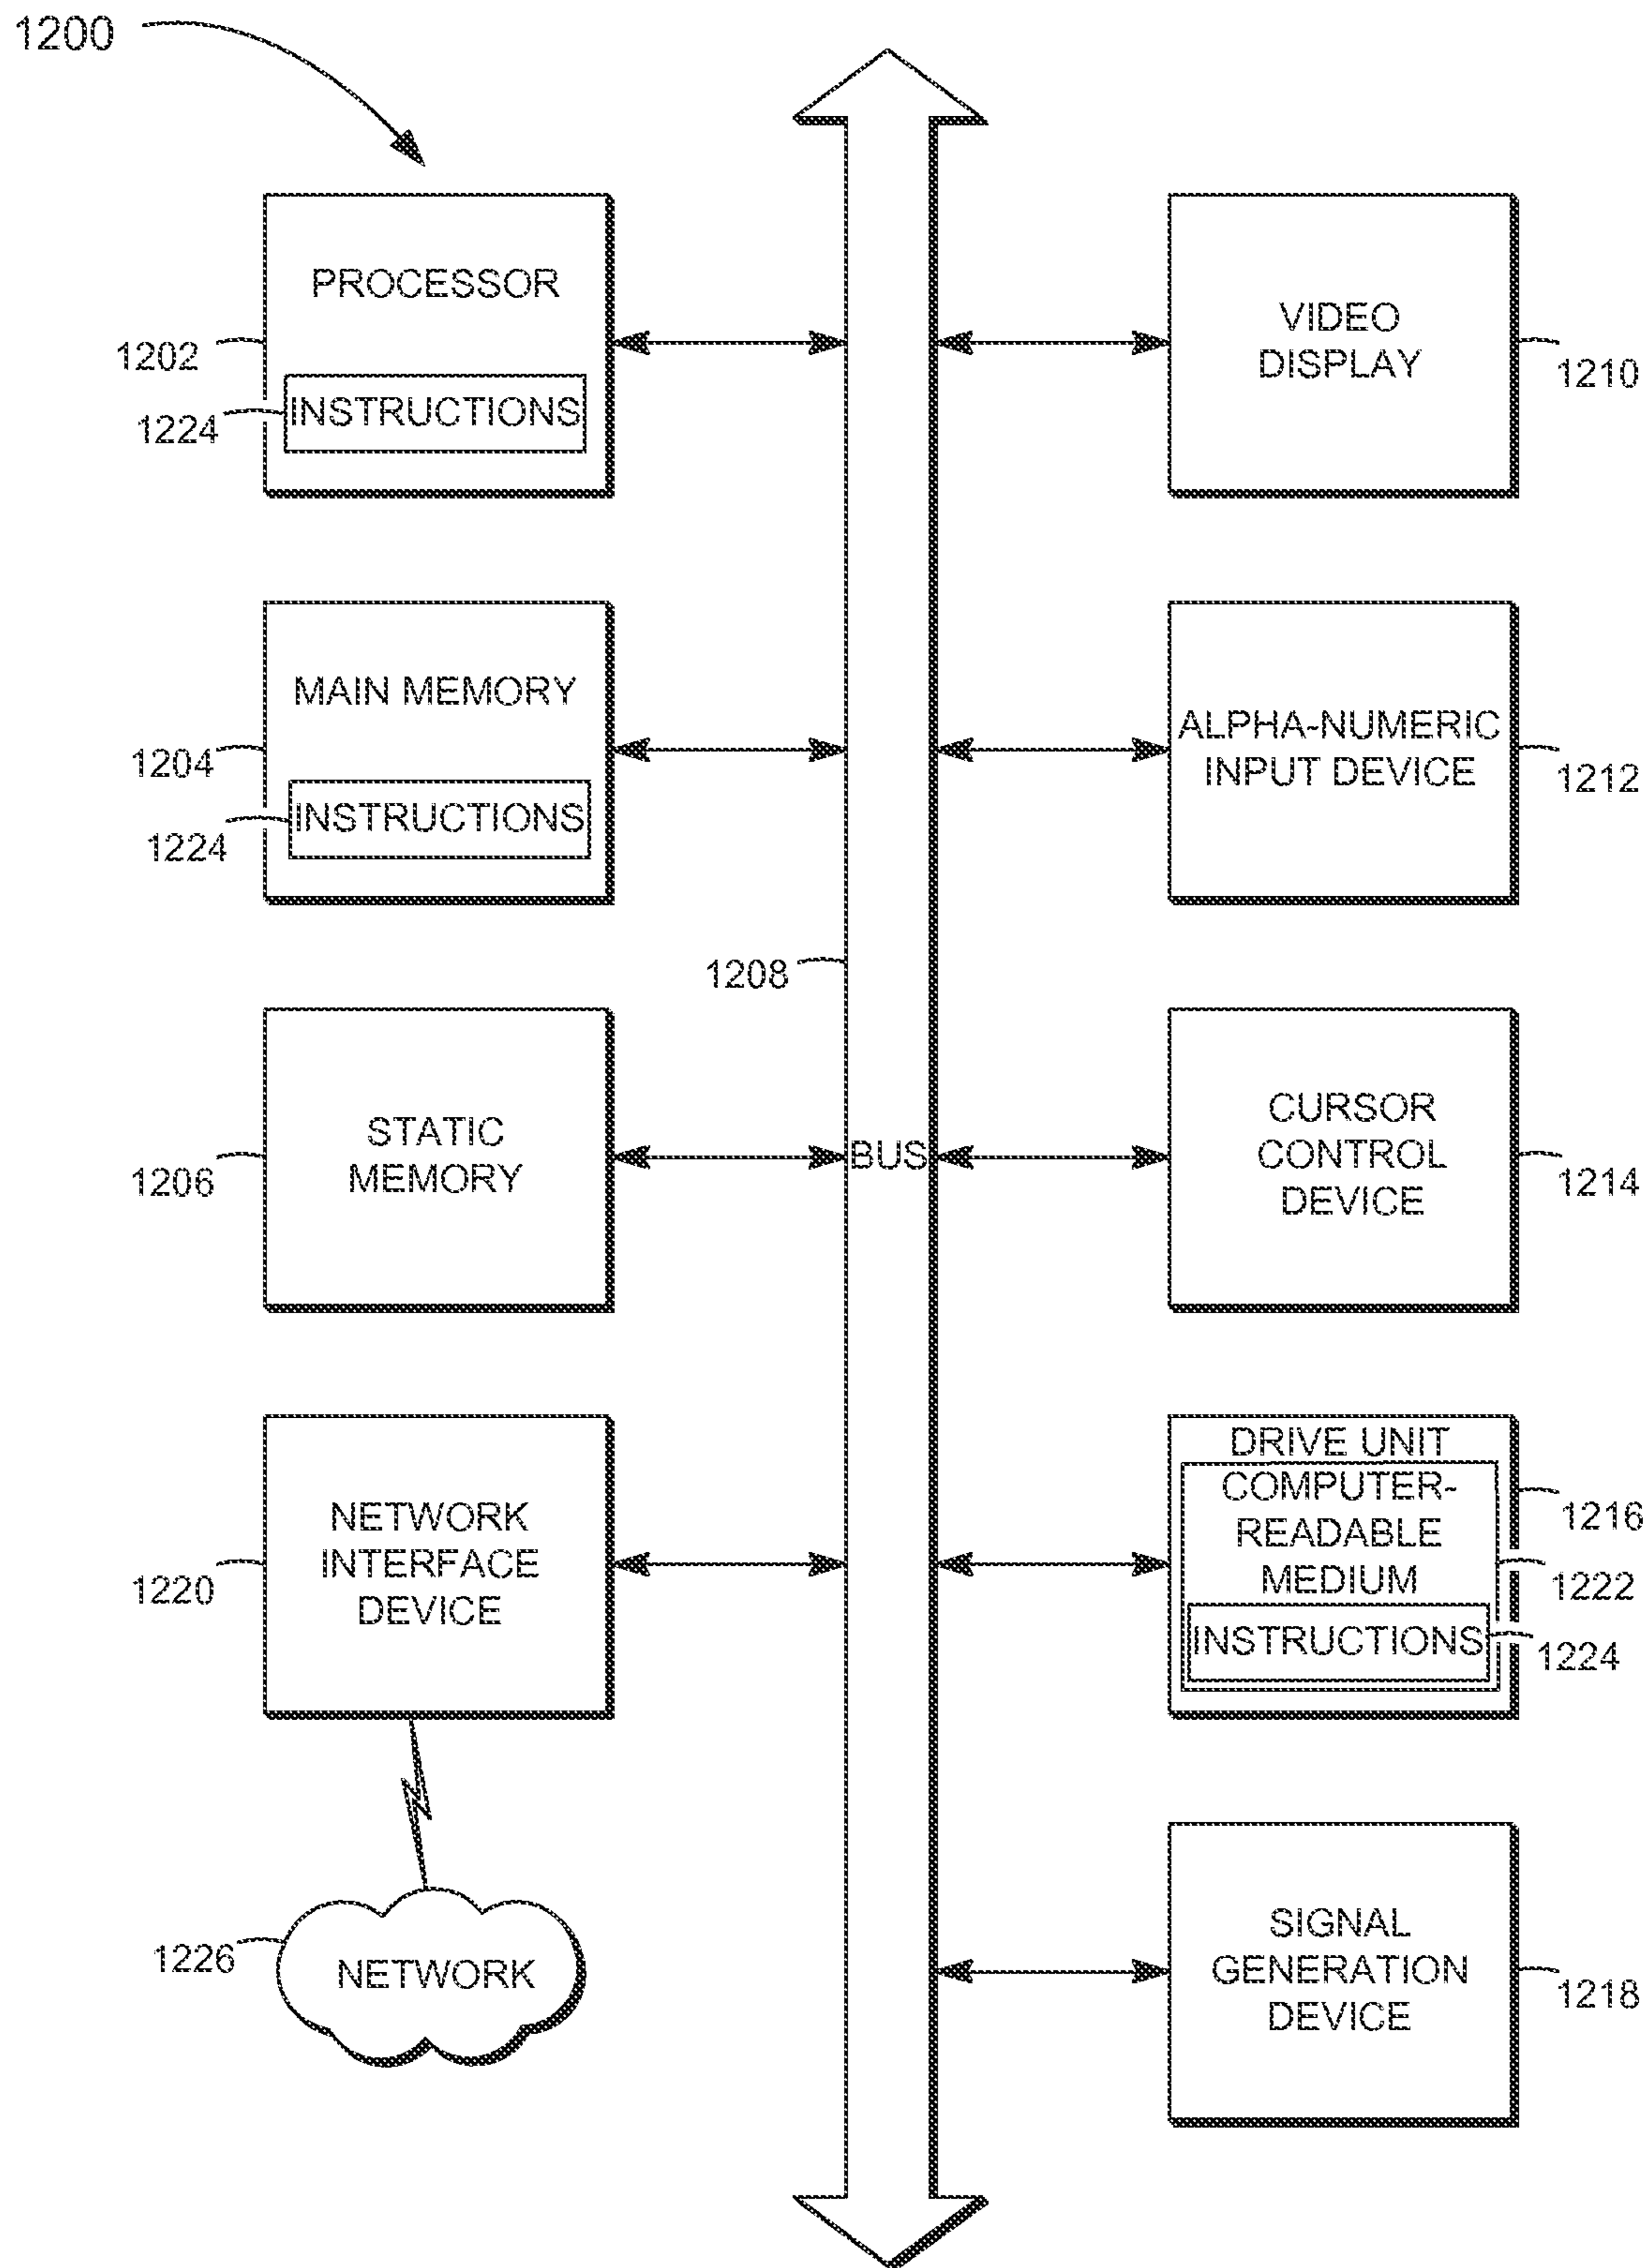 1200
PROCESSOR
1202
INSTRUCTIONS
1224
MAIN MEMORY
1204
INSTRUCTIONS
1224
STATIC
MEMORY
1206
NETWORK
INTERFACE
DEVICE
1220
NETWORK
1226
1208
BUS
VIDEO
DISPLAY
1210
ALPHA-NUMERIC
INPUT DEVICE
1212
CURSOR
CONTROL
DEVICE
1214
DRIVE UNIT
1216
COMPUTER-
READABLE
MEDIUM
1222
INSTRUCTIONS
1224
SIGNAL
GENERATION
DEVICE
1218